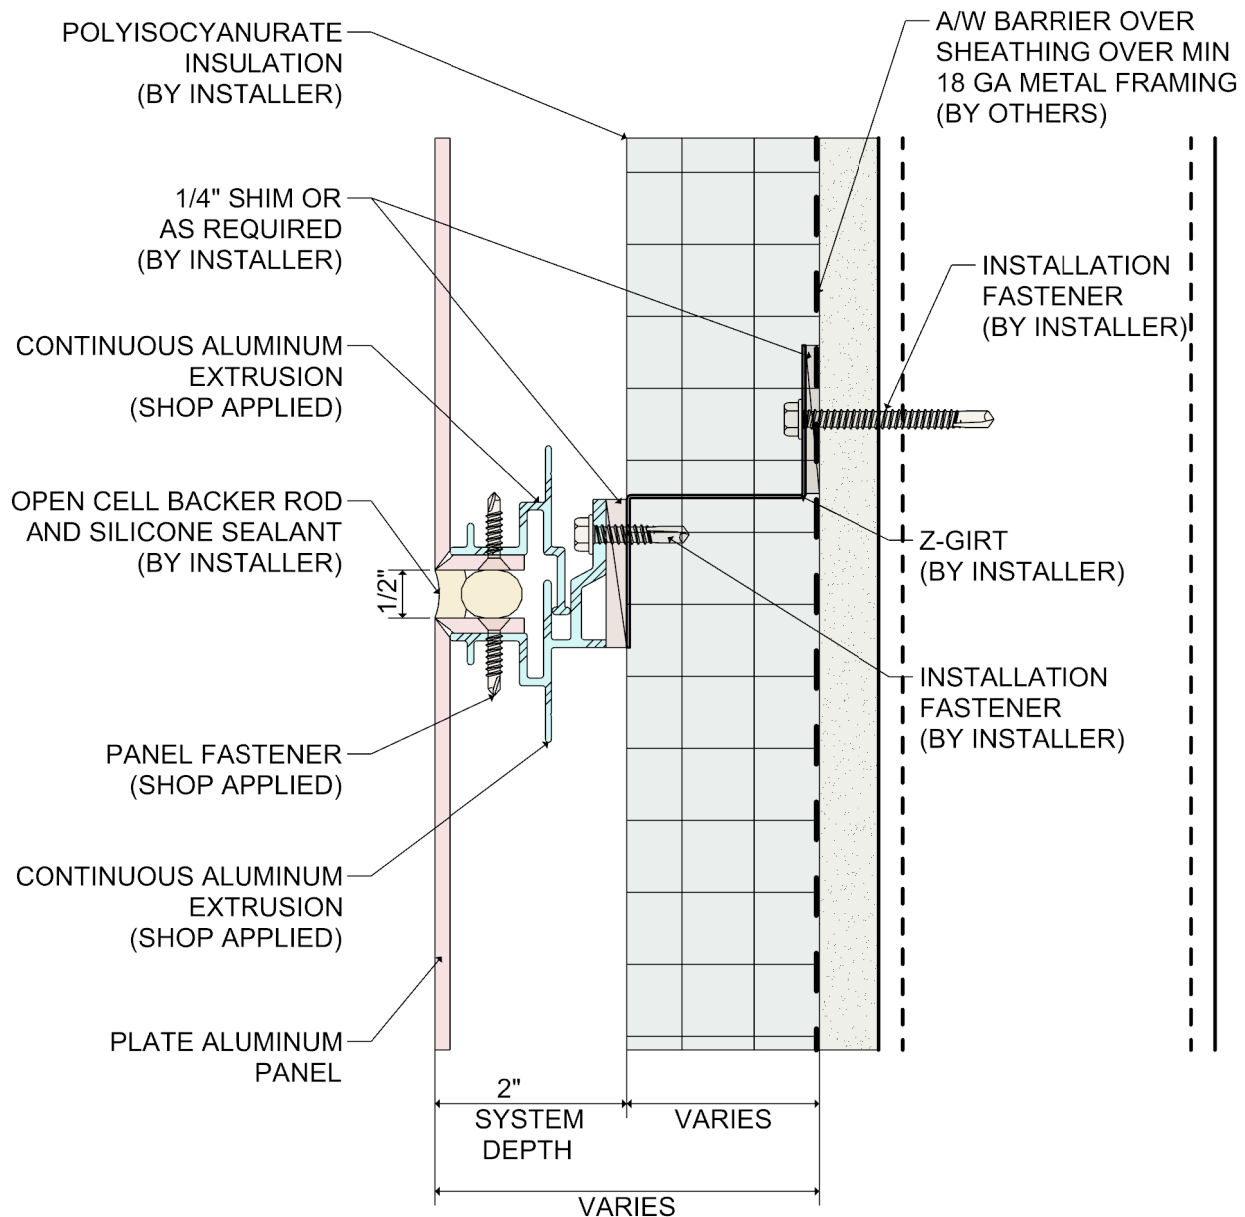 POLYISOCYANURATE
INSULATION
(BY INSTALLER)
A/W BARRIER OVER
SHEATHING OVER MIN
18 GA METAL FRAMING
(BY OTHERS)
1/4" SHIM OR
AS REQUIRED
(BY INSTALLER)
INSTALLATION
FASTENER
(BY INSTALLER)
CONTINUOUS ALUMINUM
EXTRUSION
(SHOP APPLIED)
OPEN CELL BACKER ROD
AND SILICONE SEALANT
(BY INSTALLER)
1/2"
Z-GIRT
(BY INSTALLER)
INSTALLATION
FASTENER
(BY INSTALLER)
PANEL FASTENER
(SHOP APPLIED)
CONTINUOUS ALUMINUM
EXTRUSION
(SHOP APPLIED)
PLATE ALUMINUM
PANEL
2"
SYSTEM
DEPTH
VARIES
VARIES